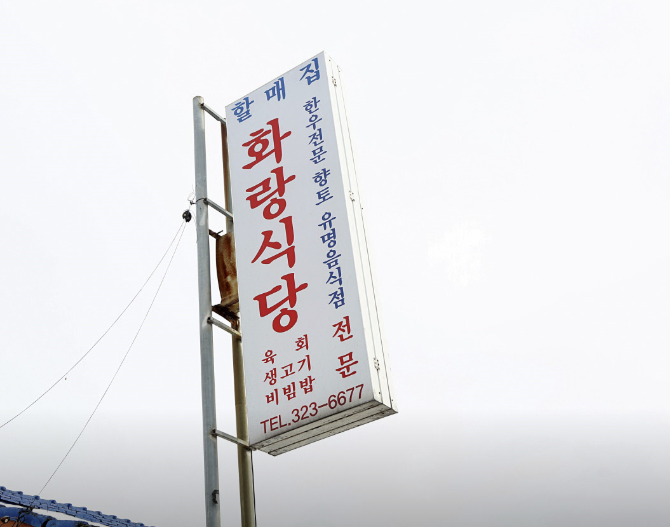 할매집
화랑식당
한우전문 향토 유명음식점
육회
생고기
비빔밥
전문
TEL.323-6677